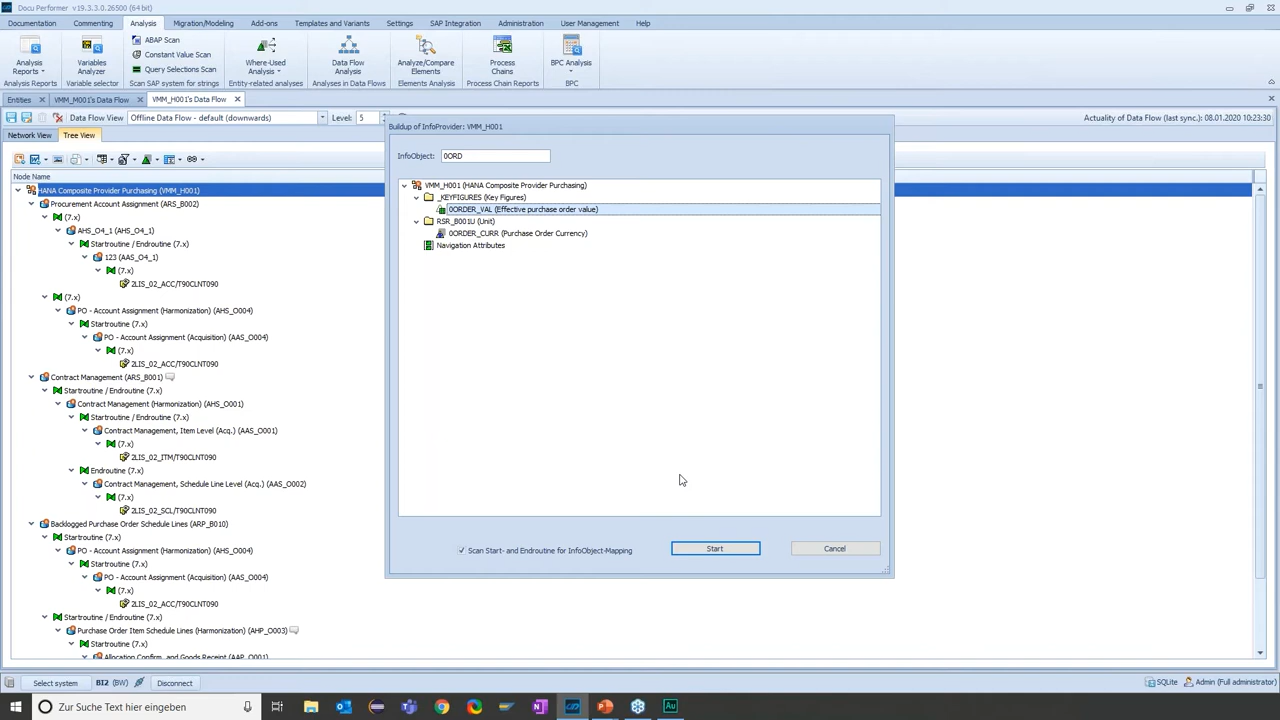 Docu Performer v19.3.3.0.26500 (64 bit)
Documentation Commenting Analysis Migration/Modeling Add-ons Templates and Variants Settings SAP Integration Administration User Management Help
Analysis Reports
Variables Analyzer
ABAP Scan
Constant Value Scan
Query Selections Scan
Where-Used Analysis
Data Flow Analysis
Analyze/Compare Elements
Process Chains
BPC Analysis
Analysis Reports Variable selector Scan SAP system for strings Entity-related analyses Analyses in Data Flows Elements Analysis Process Chain Reports BPC
Entities VMM_M001's Data Flow VMM_H001's Data Flow
Data Flow View Offline Data Flow - default (downwards) Level: 5 Actuality of Data Flow (last sync.) 08.01.2020 10:23:30
Network View Tree View
Node Name
HANA Composite Provider Purchasing (VMM_H001)
Procurement Account Assignment (ARS_B002)
(7.x)
AHS_O4_1 (AHS_O4_1)
Startroutine / Endroutine (7.x)
123 (AAS_O4_1)
(7.x)
2LIS_02_ACC/T90CLNT090
(7.x)
PO - Account Assignment (Harmonization) (AHS_O004)
Startroutine (7.x)
PO - Account Assignment (Acquisition) (AAS_O004)
(7.x)
2LIS_02_ACC/T90CLNT090
Contract Management (ARS_B001)
Startroutine / Endroutine (7.x)
Contract Management (Harmonization) (AHS_O001)
Startroutine / Endroutine (7.x)
Contract Management, Item Level (Acq.) (AAS_O001)
(7.x)
2LIS_02_ITM/T90CLNT090
Endroutine (7.x)
Contract Management, Schedule Line Level (Acq.) (AAS_O002)
(7.x)
2LIS_02_SCL/T90CLNT090
Backlogged Purchase Order Schedule Lines (ARP_B010)
Startroutine (7.x)
PO - Account Assignment (Harmonization) (AHS_O004)
Startroutine (7.x)
PO - Account Assignment (Acquisition) (AAS_O004)
(7.x)
2LIS_02_ACC/T90CLNT090
Startroutine / Endroutine (7.x)
Purchase Order Item Schedule Lines (Harmonization) (AHP_O003)
Startroutine (7.x)
Allocation Confirm. and Goods Receipt (AAP_O001)
Buildup of InfoProvider: VMM_H001
InfoObject: 0ORD
VMM_H001 (HANA Composite Provider Purchasing)
_KEYFIGURES (Key Figures)
0ORDER_VAL (Effective purchase order value)
RSR_B001U (Unit)
0ORDER_CURR (Purchase Order Currency)
Navigation Attributes
Scan Start- and Endroutine for InfoObject-Mapping Start Cancel
Select system BI2 (BW) Disconnect SQLite Admin (Full administrator)
Zur Suche Text hier eingeben